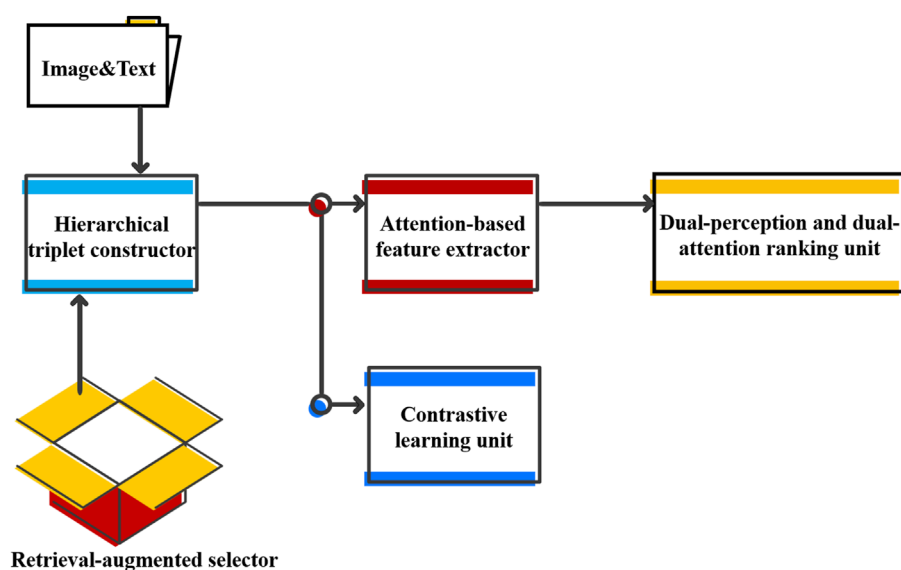 Image&Text
Hierarchical
triplet constructor
Attention-based
feature extractor
Dual-perception and dual-
attention ranking unit
Contrastive
learning unit
Retrieval-augmented selector